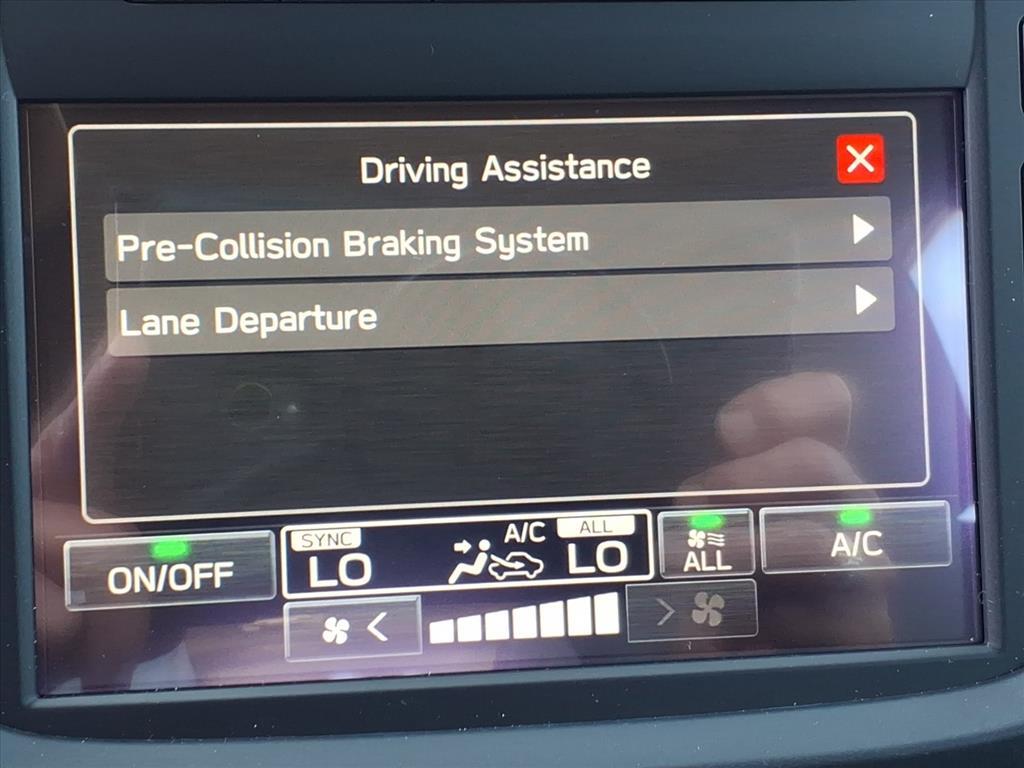 Driving Assistance
Pre-Collision Braking System
Lane Departure
SYNC A/C ALL
ON/OFF LO LO ALL A/C